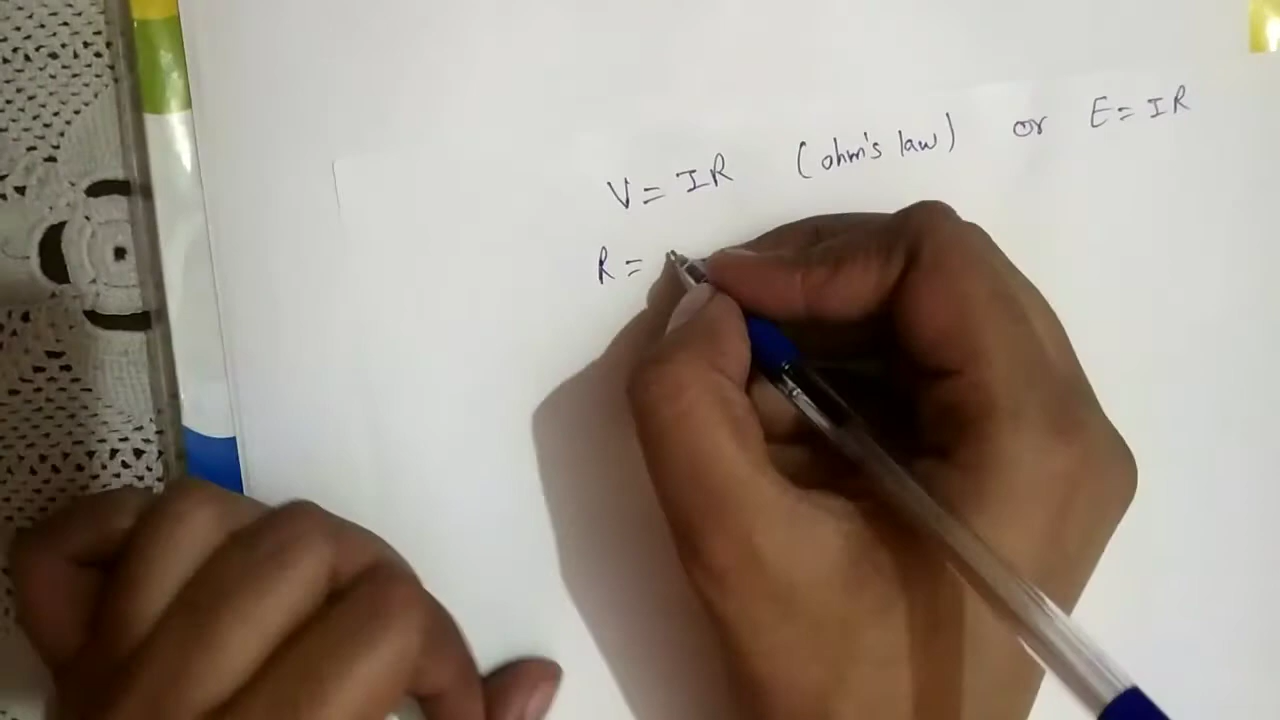 V = IR (ohm's law) or E = IR
R =